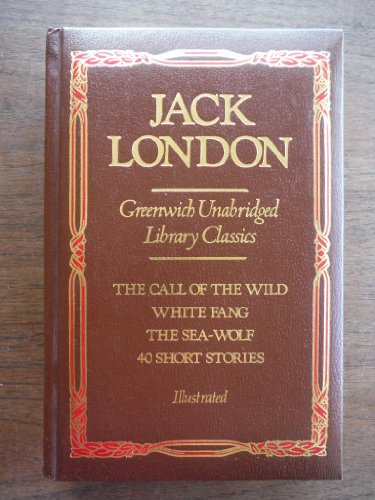 JACK
LONDON
Greenwich Unabridged
Library Classics
THE CALL OF THE WILD
WHITE FANG
THE SEA-WOLF
40 SHORT STORIES
Illustrated